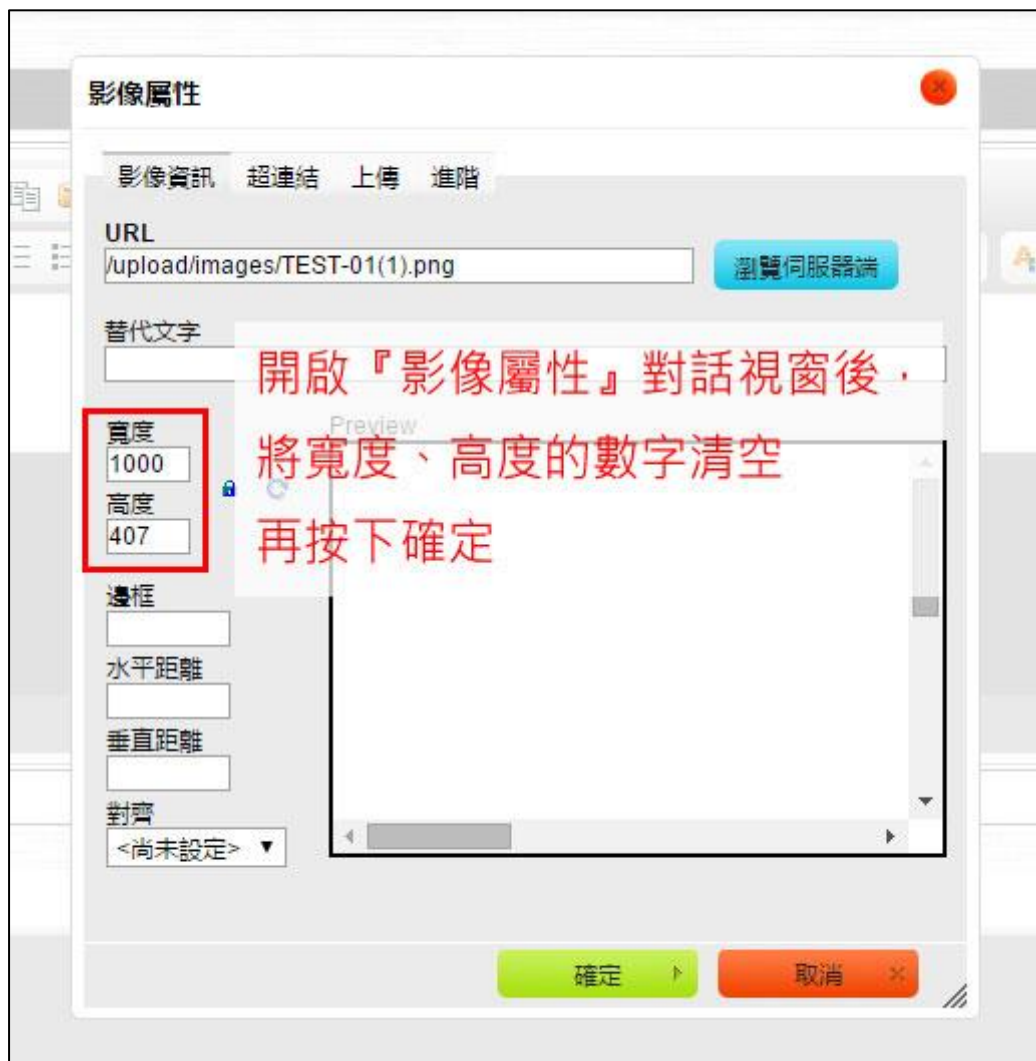 影像屬性
影像資訊 超連結 上傳 進階
URL
/upload/images/TEST-01(1).png 瀏覽伺服器端
替代文字
開啟『影像屬性』對話視窗後，
Preview
將寬度、高度的數字清空
再按下確定
寬度
1000
高度
407
邊框
水平距離
垂直距離
對齊
<尚未設定>
確定 取消